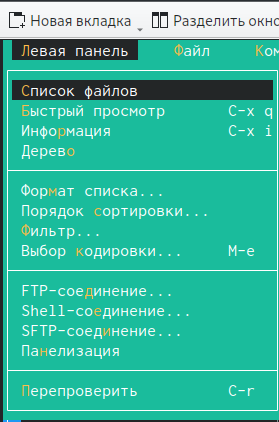 Новая вкладка Разделить окно
Левая панель Файл Ком
Список файлов
Быстрый просмотр C-x q
Информация C-x i
Дерево
Формат списка...
Порядок сортировки...
Фильтр...
Выбор кодировки... M-e
FTP-соединение...
Shell-соединение...
SFTP-соединение...
Панелизация
Перепроверить C-r